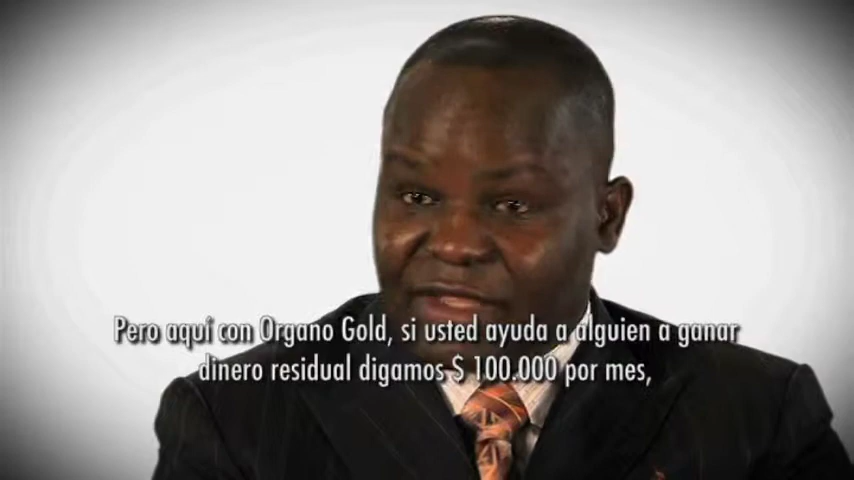 Pero aquí con Organo Gold, si usted ayuda a alguien a ganar
dinero residual digamos $ 100.000 por mes,